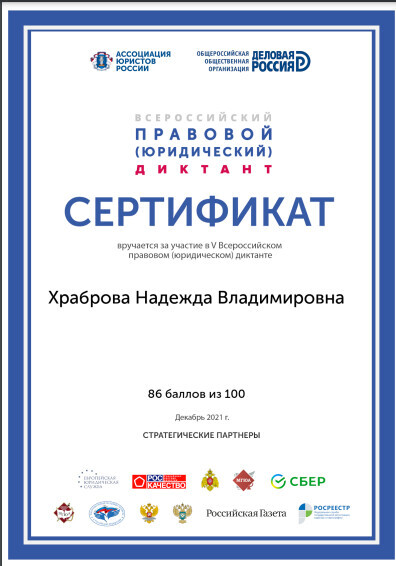 АССОЦИАЦИЯ
ЮРИСТОВ
РОССИИ
ОБЩЕРОССИЙСКАЯ
ОБЩЕСТВЕННАЯ
ОРГАНИЗАЦИЯ
ДЕЛОВАЯ
РОССИЯ
ВСЕРОССИЙСКИЙ
ПРАВОВОЙ
(ЮРИДИЧЕСКИЙ)
ДИКТАНТ
СЕРТИФИКАТ
вручается за участие в V Всероссийском
правовом (юридическом) диктанте
Храброва Надежда Владимировна
86 баллов из 100
Декабрь 2021 г.
СТРАТЕГИЧЕСКИЕ ПАРТНЕРЫ
ЕВРОПЕЙСКАЯ
ЮРИДИЧЕСКАЯ
СЛУЖБА
РОС
КАЧЕСТВО
СБЕР
Российская Газета
РОСРЕЕСТР